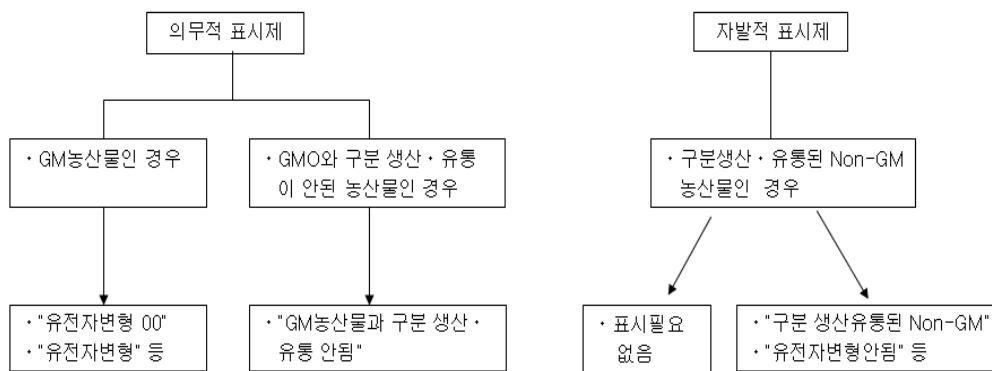 의무적 표시제
자발적 표시제
・GM농산물인 경우
・GMO와 구분 생산・유통
이 안된 농산물인 경우
・구분생산・유통된 Non-GM
농산물인 경우
・"유전자변형 00"
・"유전자변형" 등
・"GM농산물과 구분 생산・
유통 안됨"
・표시필요
없음
・"구분 생산유통된 Non-GM"
・"유전자변형안됨" 등